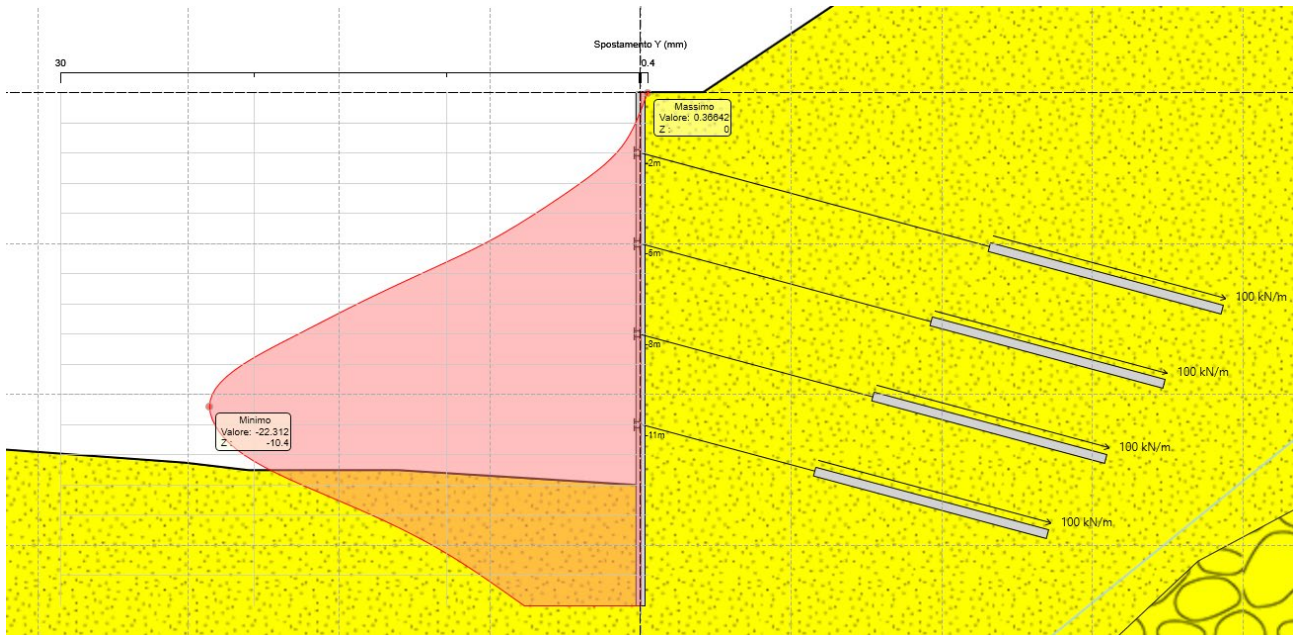 Spostamento Y (mm)
30
0.4
Massimo
Valore: 0.36642
Z : 0
-2m
-5m
100 kN/m
-8m
100 kN/m
Minimo
Valore: -22.312
Z : -10.4
-11m
100 kN/m
100 kN/m